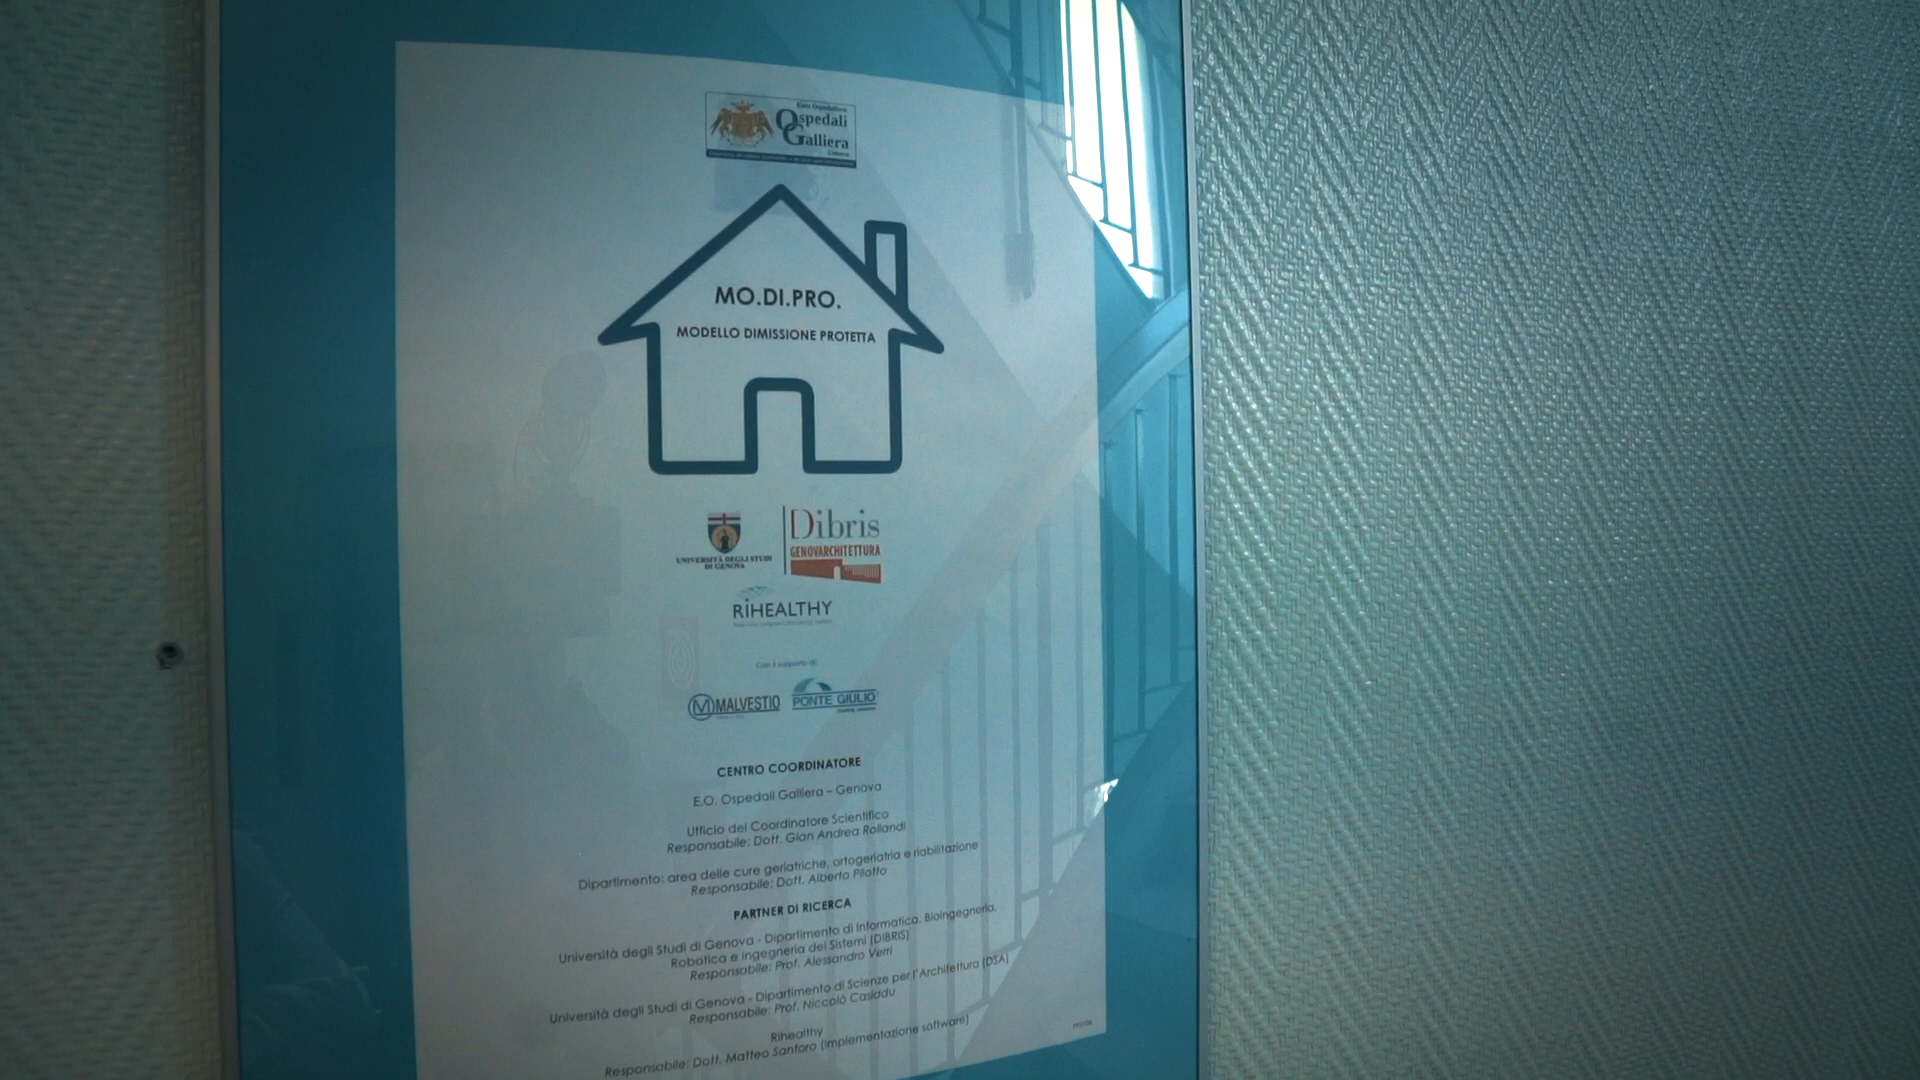 Ente Ospedaliero
Ospedali
Galliera
Genova
MO.DI.PRO.
MODELLO DIMISSIONE PROTETTA
UNIVERSITÀ DEGLI STUDI
DI GENOVA
Dibris
GENOVARCHITETTURA
RiHEALTHY
Con il supporto di:
MALVESTIO
PONTE GIULIO
CENTRO COORDINATORE
E.O. Ospedali Galliera – Genova
Ufficio del Coordinatore Scientifico
Responsabile: Dott. Gian Andrea Rollandi
Dipartimento: area delle cure geriatriche, ortogeriatria e riabilitazione
Responsabile: Dott. Alberto Pilotto
PARTNER DI RICERCA
Università degli Studi di Genova - Dipartimento di Informatica, Bioingegneria,
Robotica e Ingegneria dei Sistemi (DIBRIS)
Responsabile: Prof. Alessandro Verri
Università degli Studi di Genova - Dipartimento di Scienze per l'Architettura (DSA)
Responsabile: Prof. Niccolò Casiddu
Rihealthy
Responsabile: Dott. Matteo Santoro (implementazione software)